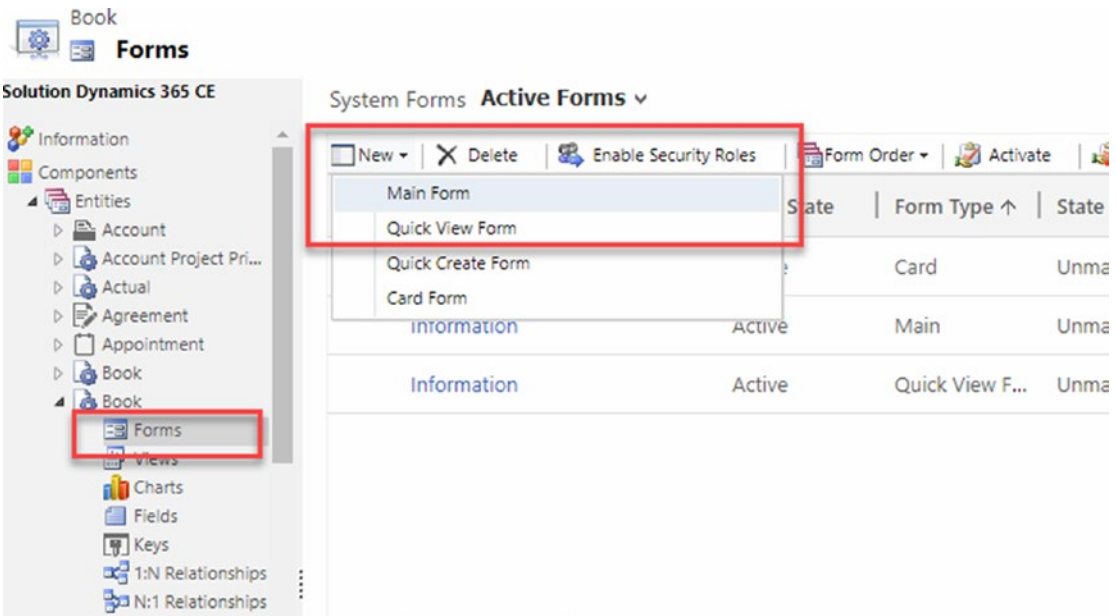 Book
Forms
Solution Dynamics 365 CE
Information
Components
Entities
Account
Account Project Pri...
Actual
Agreement
Appointment
Book
Book
Forms
Views
Charts
Fields
Keys
1:N Relationships
N:1 Relationships
System Forms Active Forms
New Delete Enable Security Roles Form Order Activate
Main Form
Quick View Form
Quick Create Form
Card Form
State Form Type ↑ State
Card Unma
Information Active Main Unma
Information Active Quick View F... Unma